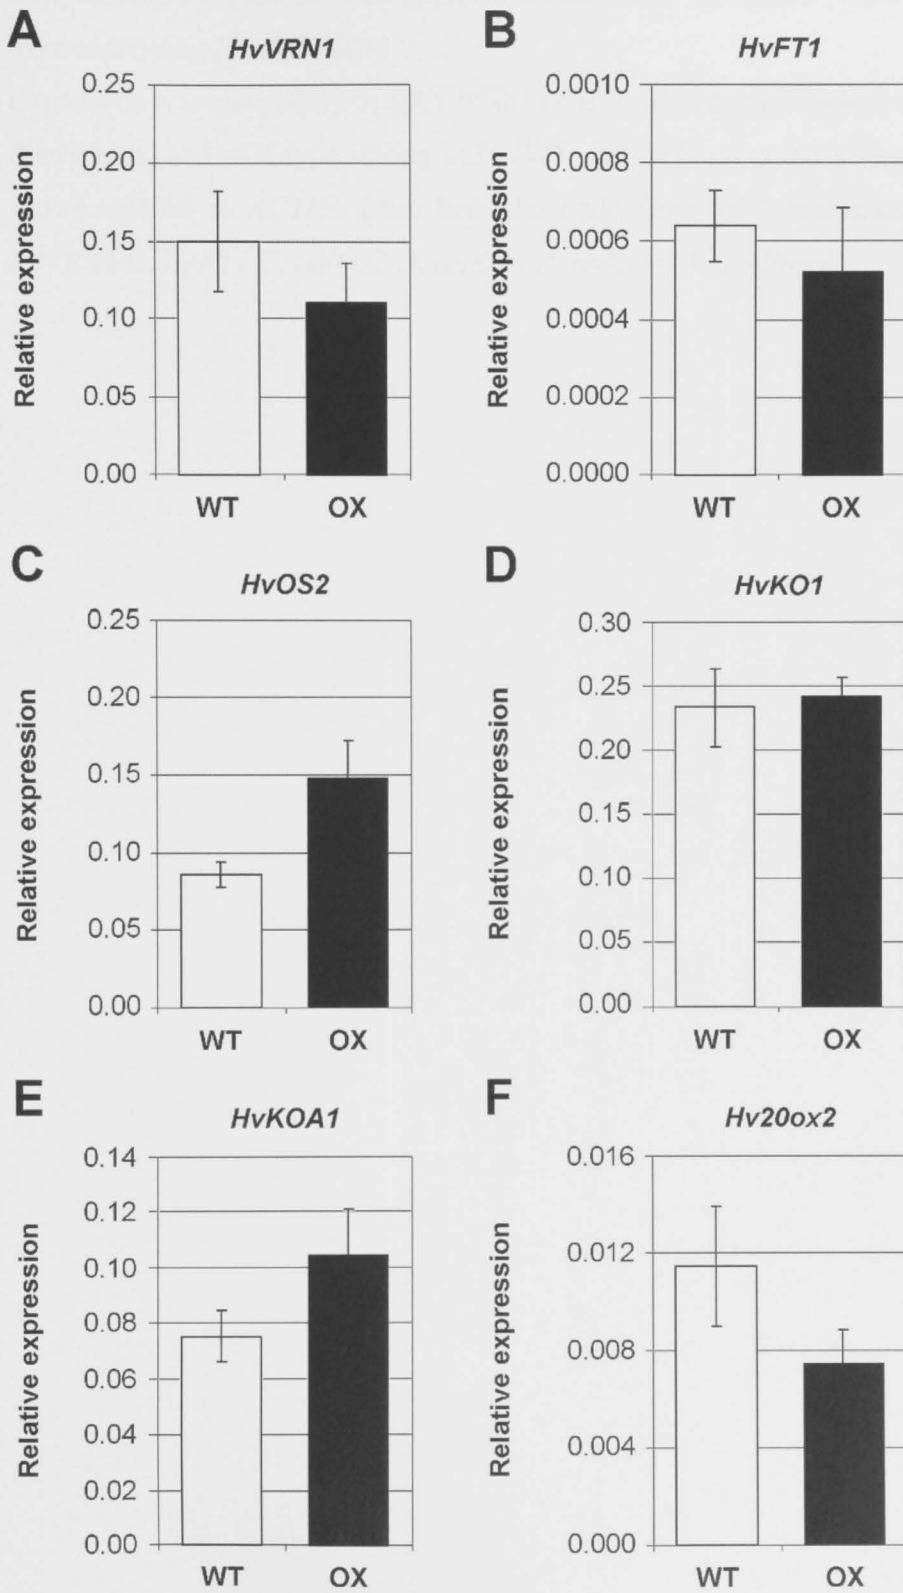 A
HvVRN1
Relative expression
0.25
0.20
0.15
0.10
0.05
0.00
WT OX
B
HvFT1
Relative expression
0.0010
0.0008
0.0006
0.0004
0.0002
0.0000
WT OX
C
HvOS2
Relative expression
0.25
0.20
0.15
0.10
0.05
0.00
WT OX
D
HvKO1
Relative expression
0.30
0.25
0.20
0.15
0.10
0.05
0.00
WT OX
E
HvKOA1
Relative expression
0.14
0.12
0.10
0.08
0.06
0.04
0.02
0.00
WT OX
F
Hv20ox2
Relative expression
0.016
0.012
0.008
0.004
0.000
WT OX